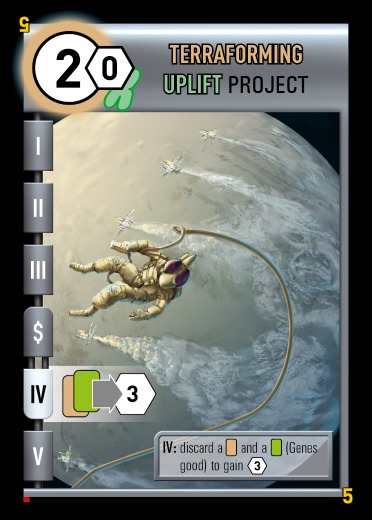 5
2 0
TERRAFORMING
UPLIFT PROJECT
I
II
III
$
IV
3
V
IV: discard a and a (Genes
good) to gain 3
5